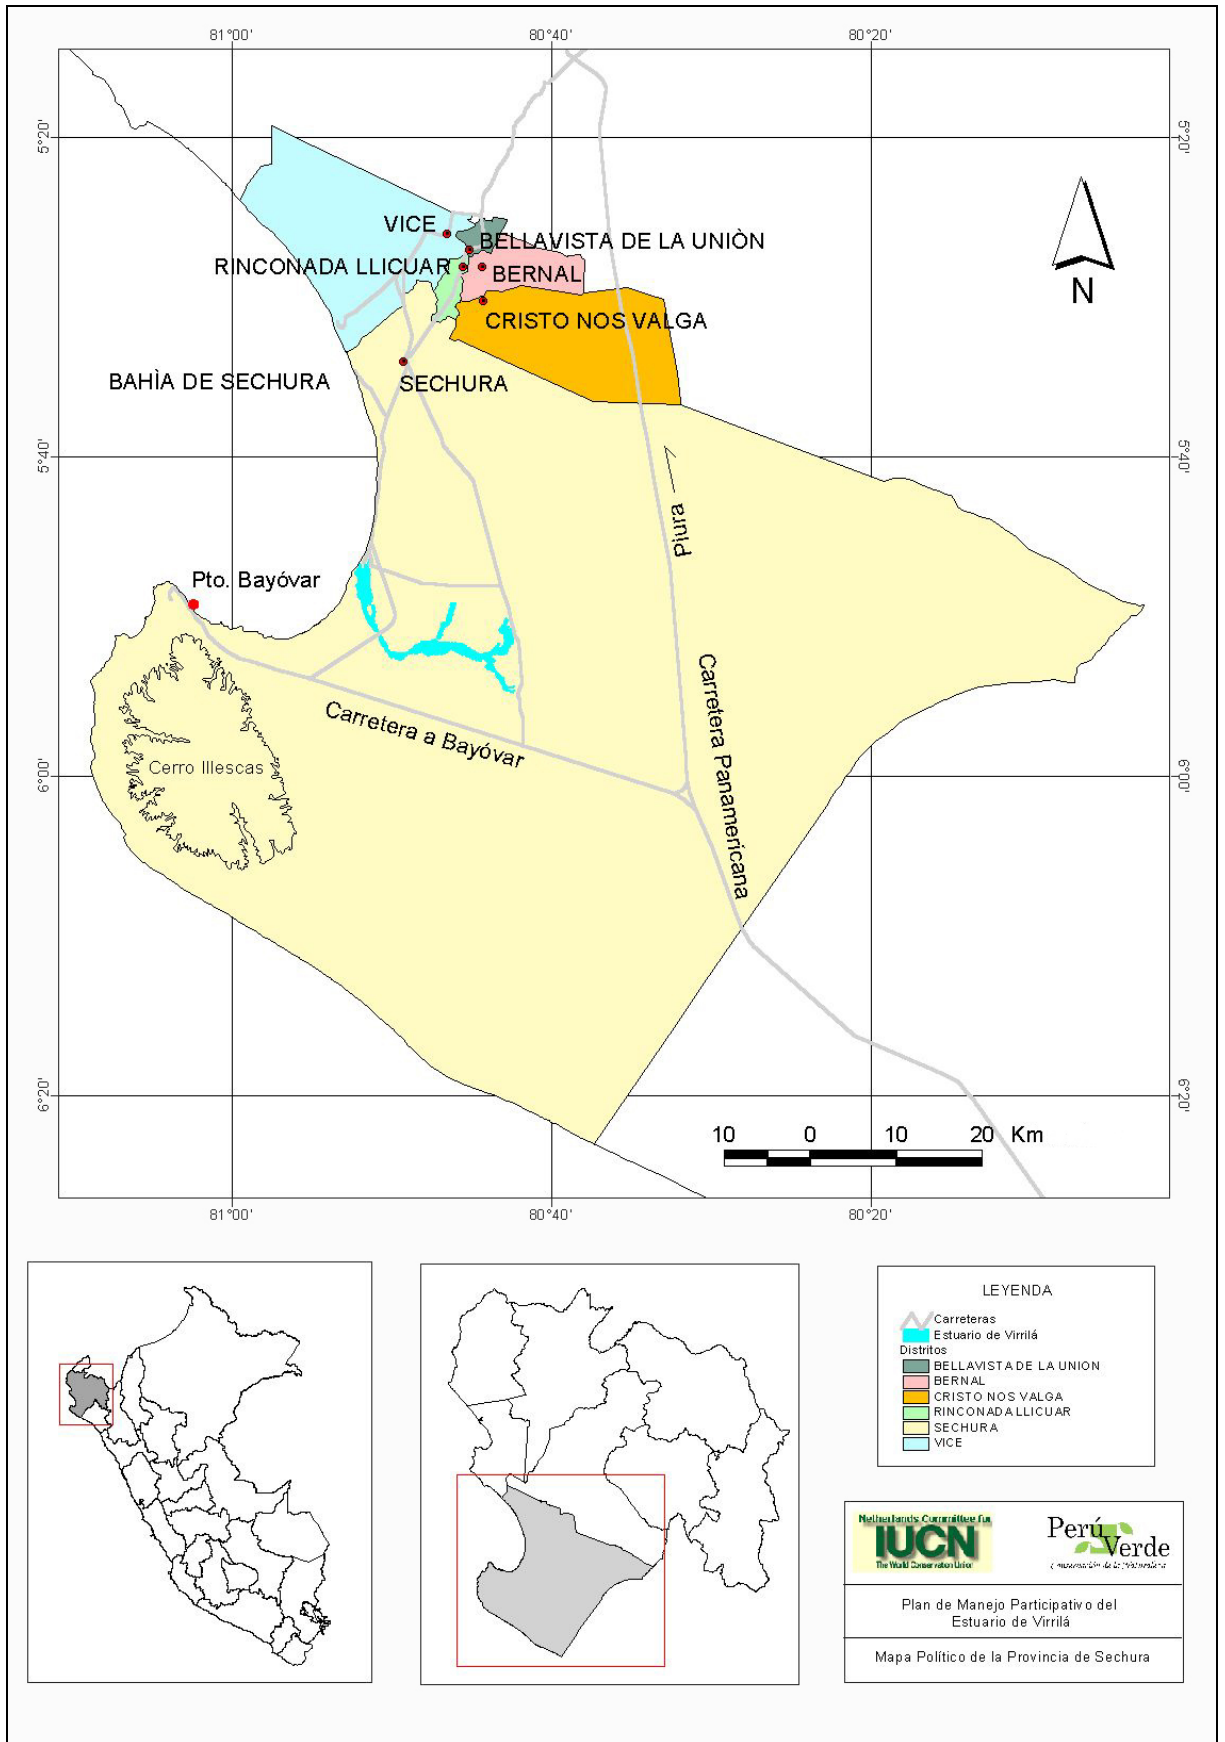 81°00'
80°40'
80°20'
5°20'
5°20'
VICE
BELLAVISTA DE LA UNIÒN
RINCONADA LLICUAR
BERNAL
N
CRISTO NOS VALGA
BAHÌA DE SECHURA
SECHURA
5°40'
5°40'
Piura
Pto. Bayóvar
Carretera a Bayóvar
Carretera Panamericana
Cerro Illescas
6°00'
6°00'
6°20'
6°20'
10 0 10 20 Km
81°00'
80°40'
80°20'
LEYENDA
Carreteras
Estuario de Virrilá
Distritos
BELLAVISTA DE LA UNION
BERNAL
CRISTO NOS VALGA
RINCONADA LLICUAR
SECHURA
VICE
Netherlands Committee for
IUCN
The World Conservation Union
Perú
Verde
Conservación de la Naturaleza
Plan de Manejo Participativo del
Estuario de Virrilá
Mapa Político de la Provincia de Sechura